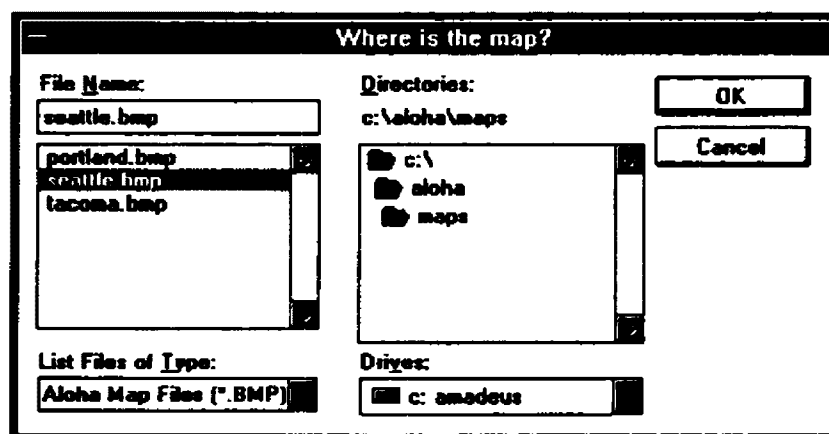 Where is the map?
File Name:
seattle.bmp
portland.bmp
seattle.bmp
tacoma.bmp
List Files of Type:
Aloha Map Files (*.BMP)
Directories:
c:\aloha\maps
c:\
aloha
maps
Drives:
c: amadeus
OK
Cancel